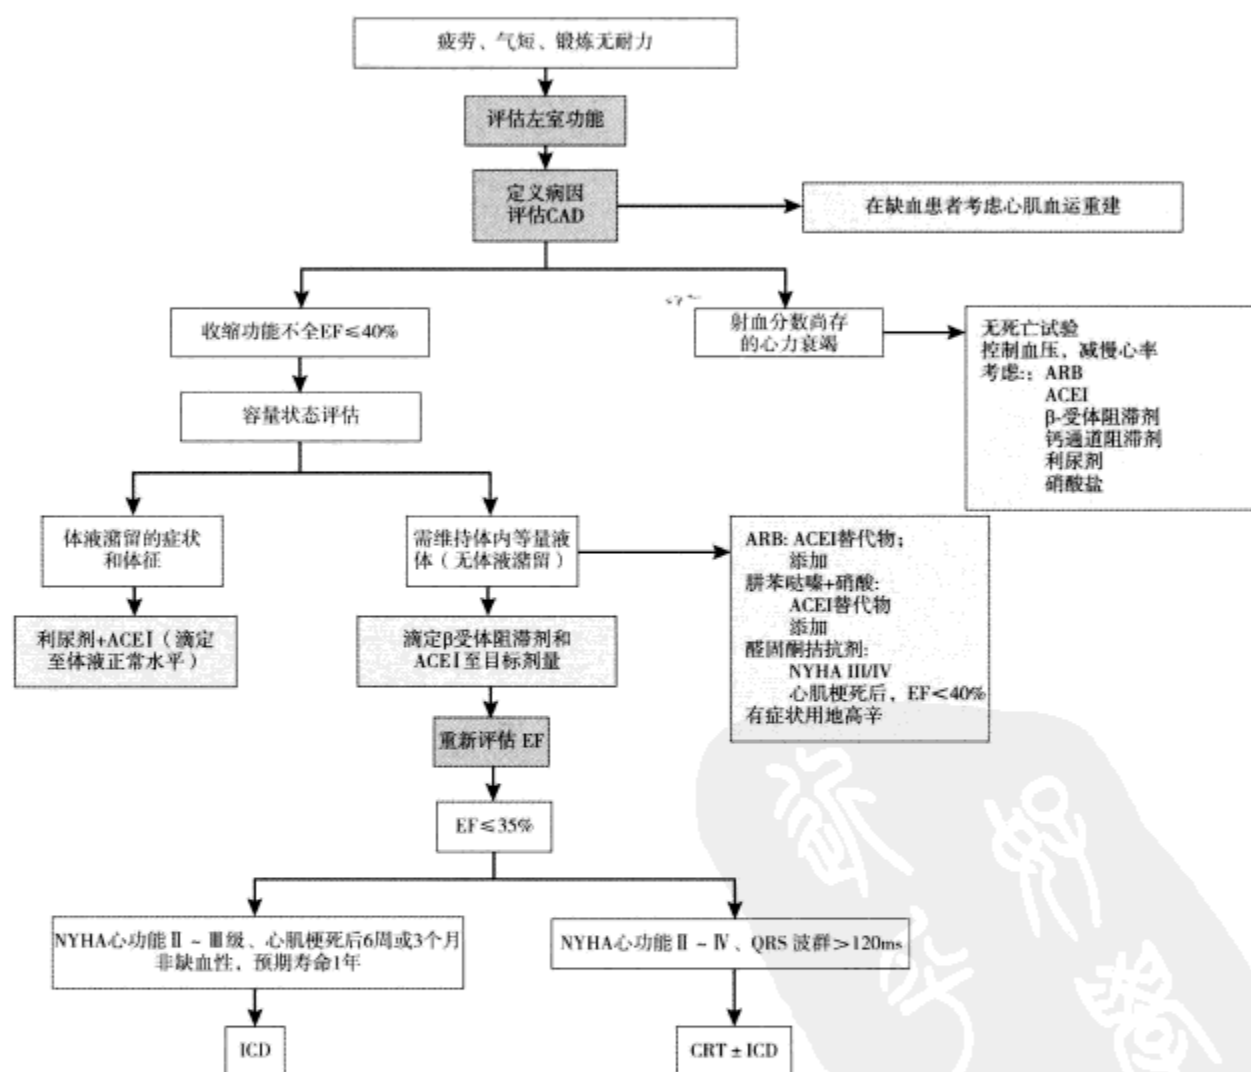 疲劳、气短、锻炼无耐力
评估左室功能
定义病因
评估CAD
在缺血患者考虑心肌血运重建
收缩功能不全EF≤40%
射血分数尚存
的心力衰竭
无死亡试验
控制血压，减慢心率
考虑:：ARB
ACEI
β-受体阻滞剂
钙通道阻滞剂
利尿剂
硝酸盐
容量状态评估
体液潴留的症状
和体征
需维持体内等量液
体（无体液潴留）
ARB: ACEI替代物；
添加
肼苯哒嗪+硝酸:
ACEI替代物
添加
醛固酮拮抗剂:
NYHA III/IV
心肌梗死后，EF＜40%
有症状用地高辛
利尿剂+ACEI（滴定
至体液正常水平）
滴定β受体阻滞剂和
ACEI至目标剂量
重新评估 EF
EF≤35%
NYHA心功能Ⅱ～Ⅲ级、心肌梗死后6周或3个月
非缺血性，预期寿命1年
NYHA心功能Ⅱ～Ⅳ、QRS 波群＞120ms
ICD
CRT ± ICD